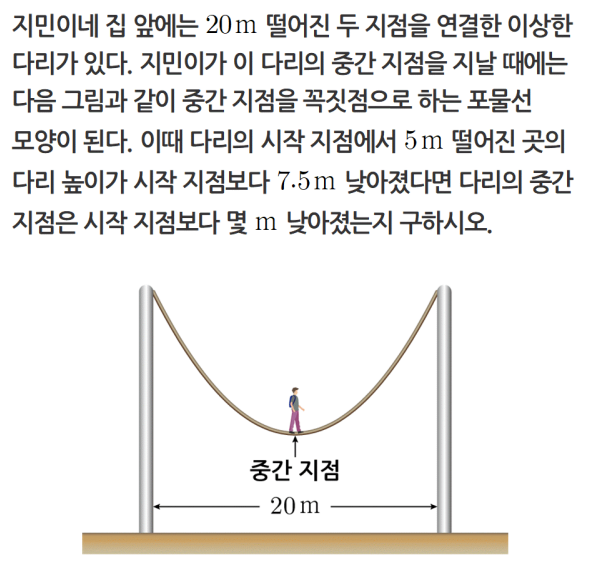 지민이네 집 앞에는 20 m 떨어진 두 지점을 연결한 이상한
다리가 있다. 지민이가 이 다리의 중간 지점을 지날 때에는
다음 그림과 같이 중간 지점을 꼭짓점으로 하는 포물선
모양이 된다. 이때 다리의 시작 지점에서 5 m 떨어진 곳의
다리 높이가 시작 지점보다 7.5 m 낮아졌다면 다리의 중간
지점은 시작 지점보다 몇 m 낮아졌는지 구하시오.
중간 지점
20 m